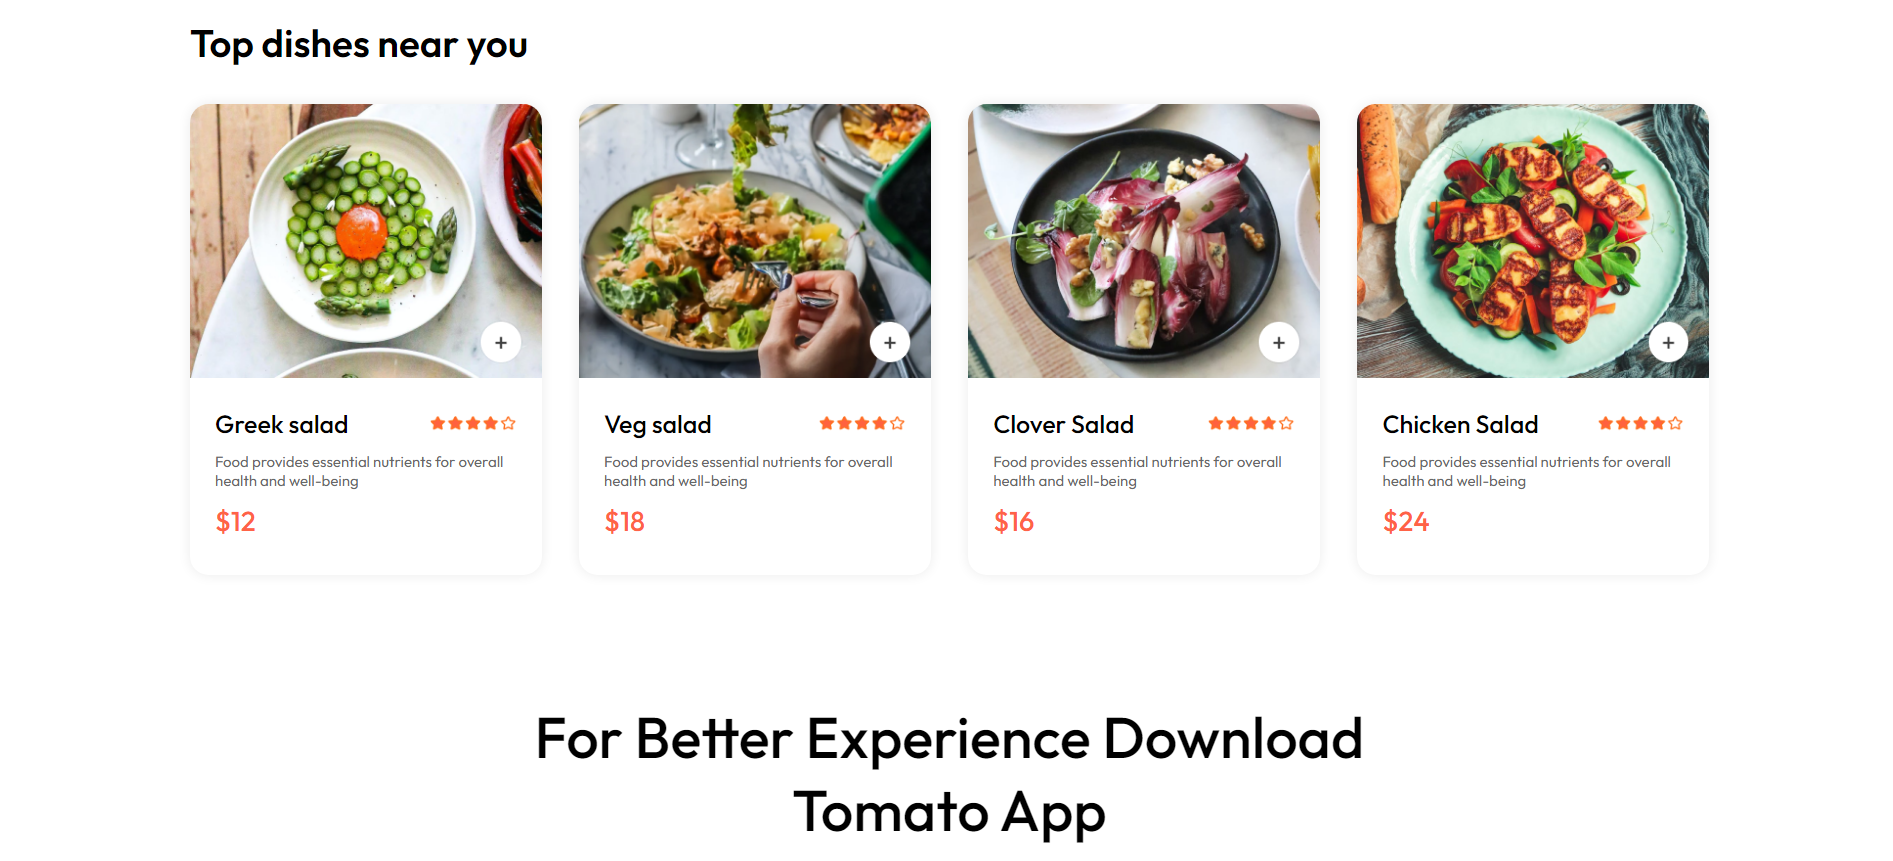 Top dishes near you
Greek salad
Food provides essential nutrients for overall
health and well-being
$12
Veg salad
Food provides essential nutrients for overall
health and well-being
$18
Clover Salad
Food provides essential nutrients for overall
health and well-being
$16
Chicken Salad
Food provides essential nutrients for overall
health and well-being
$24
For Better Experience Download
Tomato App